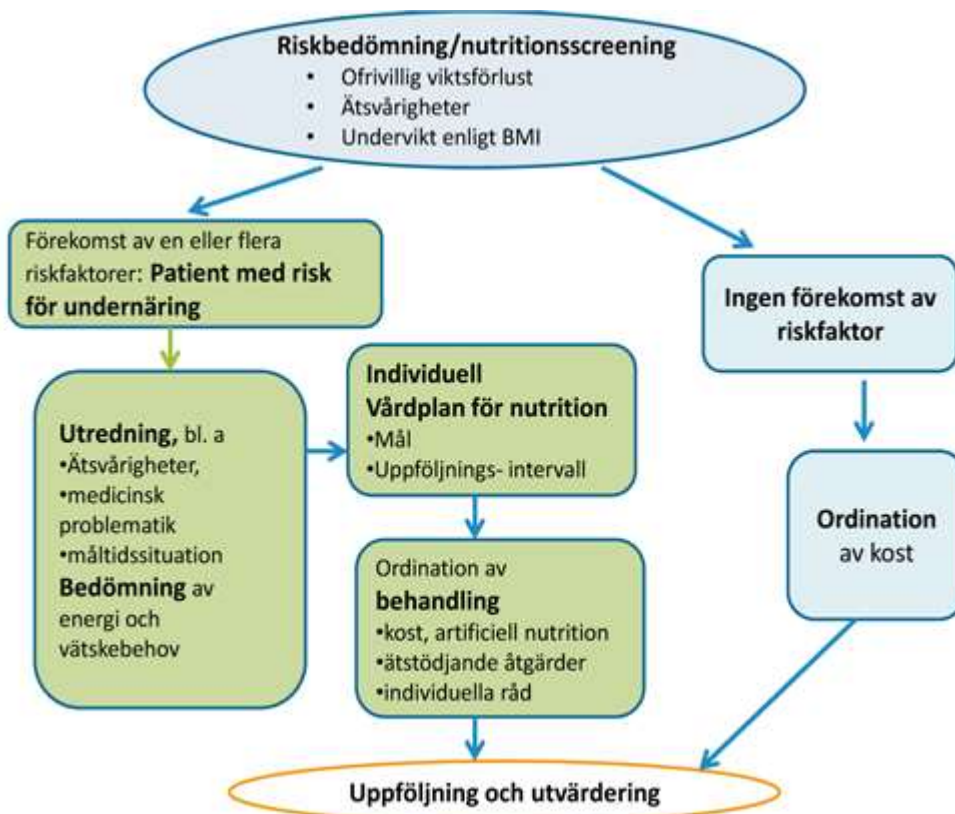 Riskbedömning/nutritionsscreening
• Ofrivillig viktsförlust
• Ätsvårigheter
• Undervikt enligt BMI
Förekomst av en eller flera
riskfaktorer: Patient med risk
för undernäring
Utredning, bl. a
•Ätsvårigheter,
•medicinsk
problematik
•måltidssituation
Bedömning av
energi och
vätskebehov
Individuell
Vårdplan för nutrition
•Mål
•Uppföljnings- intervall
Ordination av
behandling
•kost, artificiell nutrition
•ätstödjande åtgärder
•individuella råd
Ingen förekomst av
riskfaktor
Ordination
av kost
Uppföljning och utvärdering